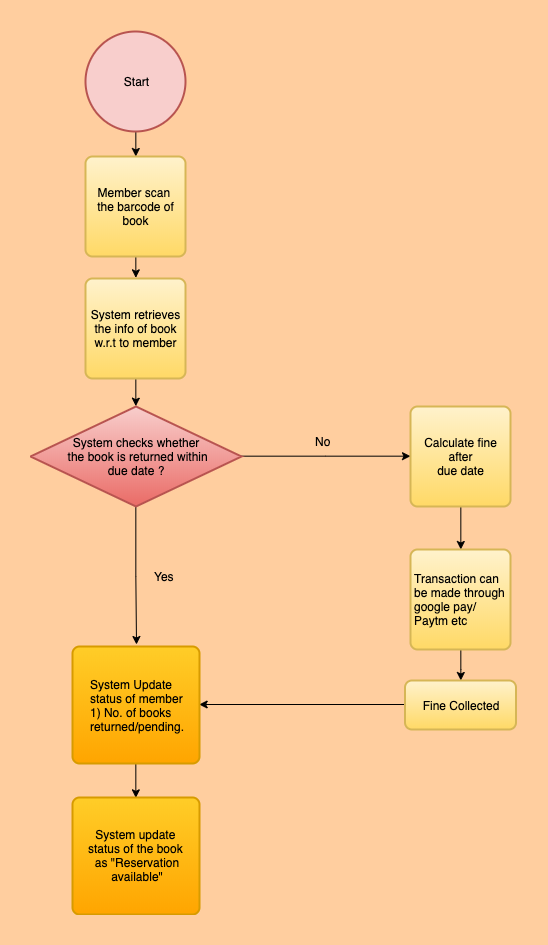 Start
Member scan
the barcode of
book
System retrieves
the info of book
w.r.t to member
System checks whether
the book is returned within
due date ?
No
Calculate fine
after
due date
Yes
Transaction can
be made through
google pay/
Paytm etc
System Update
status of member
1) No. of books
returned/pending.
Fine Collected
System update
status of the book
as "Reservation
available"